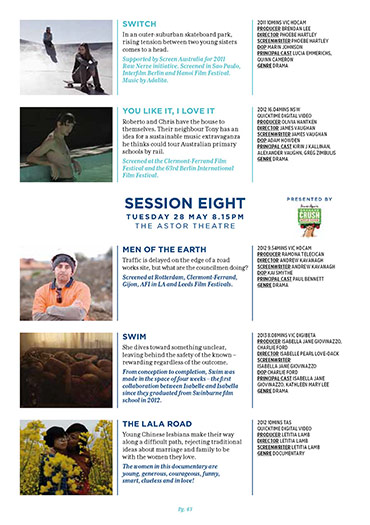 SWITCH
In an outer-suburban skateboard park,
rising tension between two young sisters
comes to a head.
Supported by Screen Australia for 2011
Raw Nerve initiative. Screened in Sao Paulo,
Interfilm Berlin and Hanoi Film Festival.
Music by Adelita.
2011 10MINS VIC HDCAM
PRODUCER BRENDAN LEE
DIRECTOR PHOEBE HARTLEY
SCREENWRITER PHOEBE HARTLEY
DOP MARIN JOHNSON
PRINCIPAL CAST LUCIA EMMERICHS,
QUINN CAMERON
GENRE DRAMA
YOU LIKE IT, I LOVE IT
Roberto and Chris have the house to
themselves. Their neighbour Tony has an
idea for a sustainable music extravaganza
he thinks could tour Australian primary
schools by rail.
Screened at the Clermont-Ferrand Film
Festival and the 63rd Berlin International
Film Festival.
2012 16.04MINS NSW
QUICKTIME DIGITAL VIDEO
PRODUCER OLIVIA HANTKEN
DIRECTOR JAMES VAUGHAN
SCREENWRITER JAMES VAUGHAN
DOP ADAM HOWDEN
PRINCIPAL CAST KIRIN J KALLINAN,
ALEXANDER VAUGHN, GREG ZIMBULIS
GENRE DRAMA
SESSION EIGHT
TUESDAY 28 MAY 8.15PM
THE ASTOR THEATRE
PRESENTED BY
CRUSH
MEN OF THE EARTH
Traffic is delayed on the edge of a road
works site, but what are the councilmen doing?
Screened at Rotterdam, Clermont-Ferrand,
Gijon, AFI in LA and Leeds Film Festivals.
2012 9.54MINS VIC HDCAM
PRODUCER RAMONA TELECICAN
DIRECTOR ANDREW KAVANAGH
SCREENWRITER ANDREW KAVANAGH
DOP KAI SMYTHE
PRINCIPAL CAST PAUL BENNETT
GENRE DRAMA
SWIM
She dives toward something unclear,
leaving behind the safety of the known –
rewarding regardless of the outcome.
From conception to completion, Swim was
made in the space of four weeks – the first
collaboration between Isabelle and Isabella
since they graduated from Swinburne film
school in 2012.
2013 8.08MINS VIC DIGIBETA
PRODUCER ISABELLA JANE GIOVINAZZO,
CHARLIE FORD
DIRECTOR ISABELLE PEARL LOVE-DACK
SCREENWRITER
ISABELLA JANE GIOVINAZZO
DOP CHARLIE FORD
PRINCIPAL CAST ISABELLA JANE
GIOVINAZZO, KATHLEEN MARY LEE
GENRE DRAMA
THE LALA ROAD
Young Chinese lesbians make their way
along a difficult path, rejecting traditional
ideas about marriage and family to be
with the women they love.
The women in this documentary are
young, generous, courageous, funny,
smart, clueless and in love!
2012 10MINS TAS
QUICKTIME DIGITAL VIDEO
PRODUCER LETITIA LAMB
DIRECTOR LETITIA LAMB
SCREENWRITER LETITIA LAMB
GENRE DOCUMENTARY